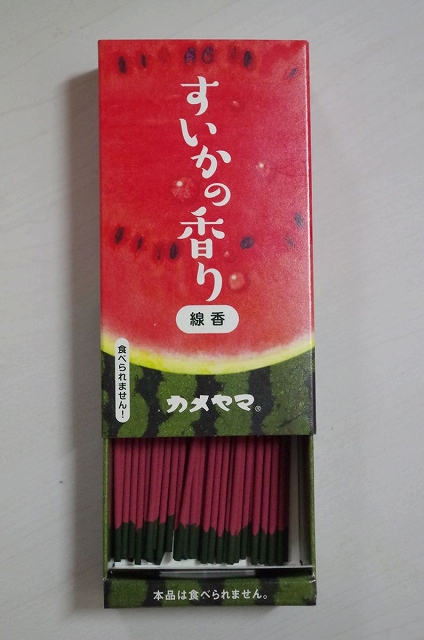 すいかの香り
線香
食べられません!
カメヤマ®
本品は食べられません。